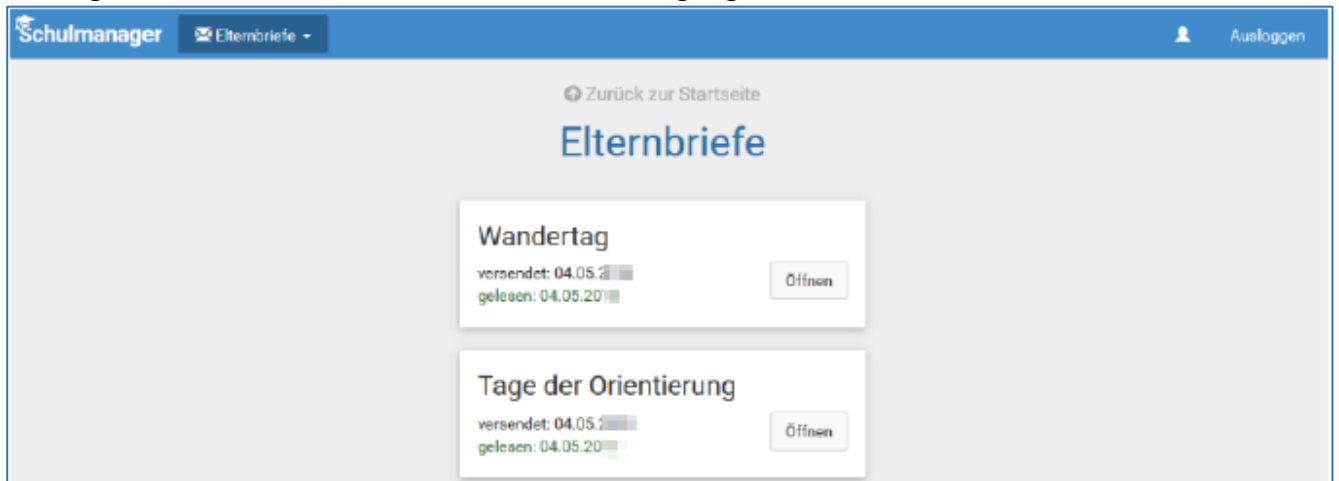 Schulmanager Elternbriefe Ausloggen
Zurück zur Startseite
Elternbriefe
Wandertag
versendet: 04.05.
gelesen: 04.05.20
Öffnen
Tage der Orientierung
versendet: 04.05.
gelesen: 04.05.20
Öffnen